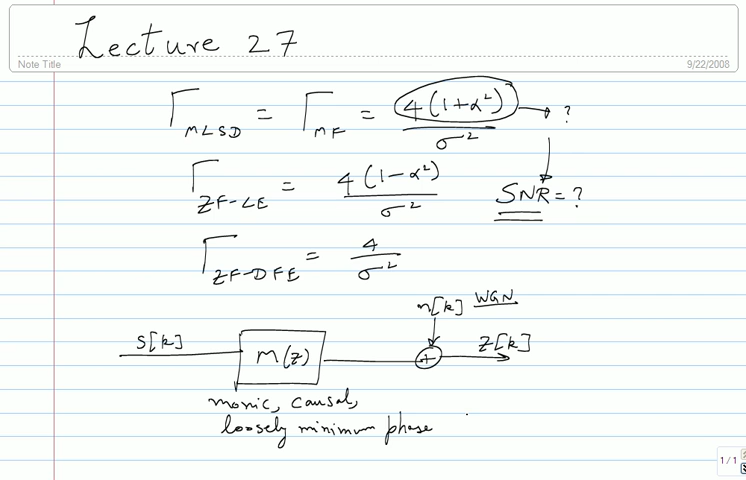 Lecture 27
Note Title
9/22/2008
Γ_MLSD = Γ_MF = 4(1+α²)/σ² → ?
Γ_ZF-LE = 4(1-α²)/σ²
SNR = ?
Γ_ZF-DFE = 4/σ²
n[k] WGN
s[k]
M(z)
+
z[k]
monic, causal,
loosely minimum phase
1/1